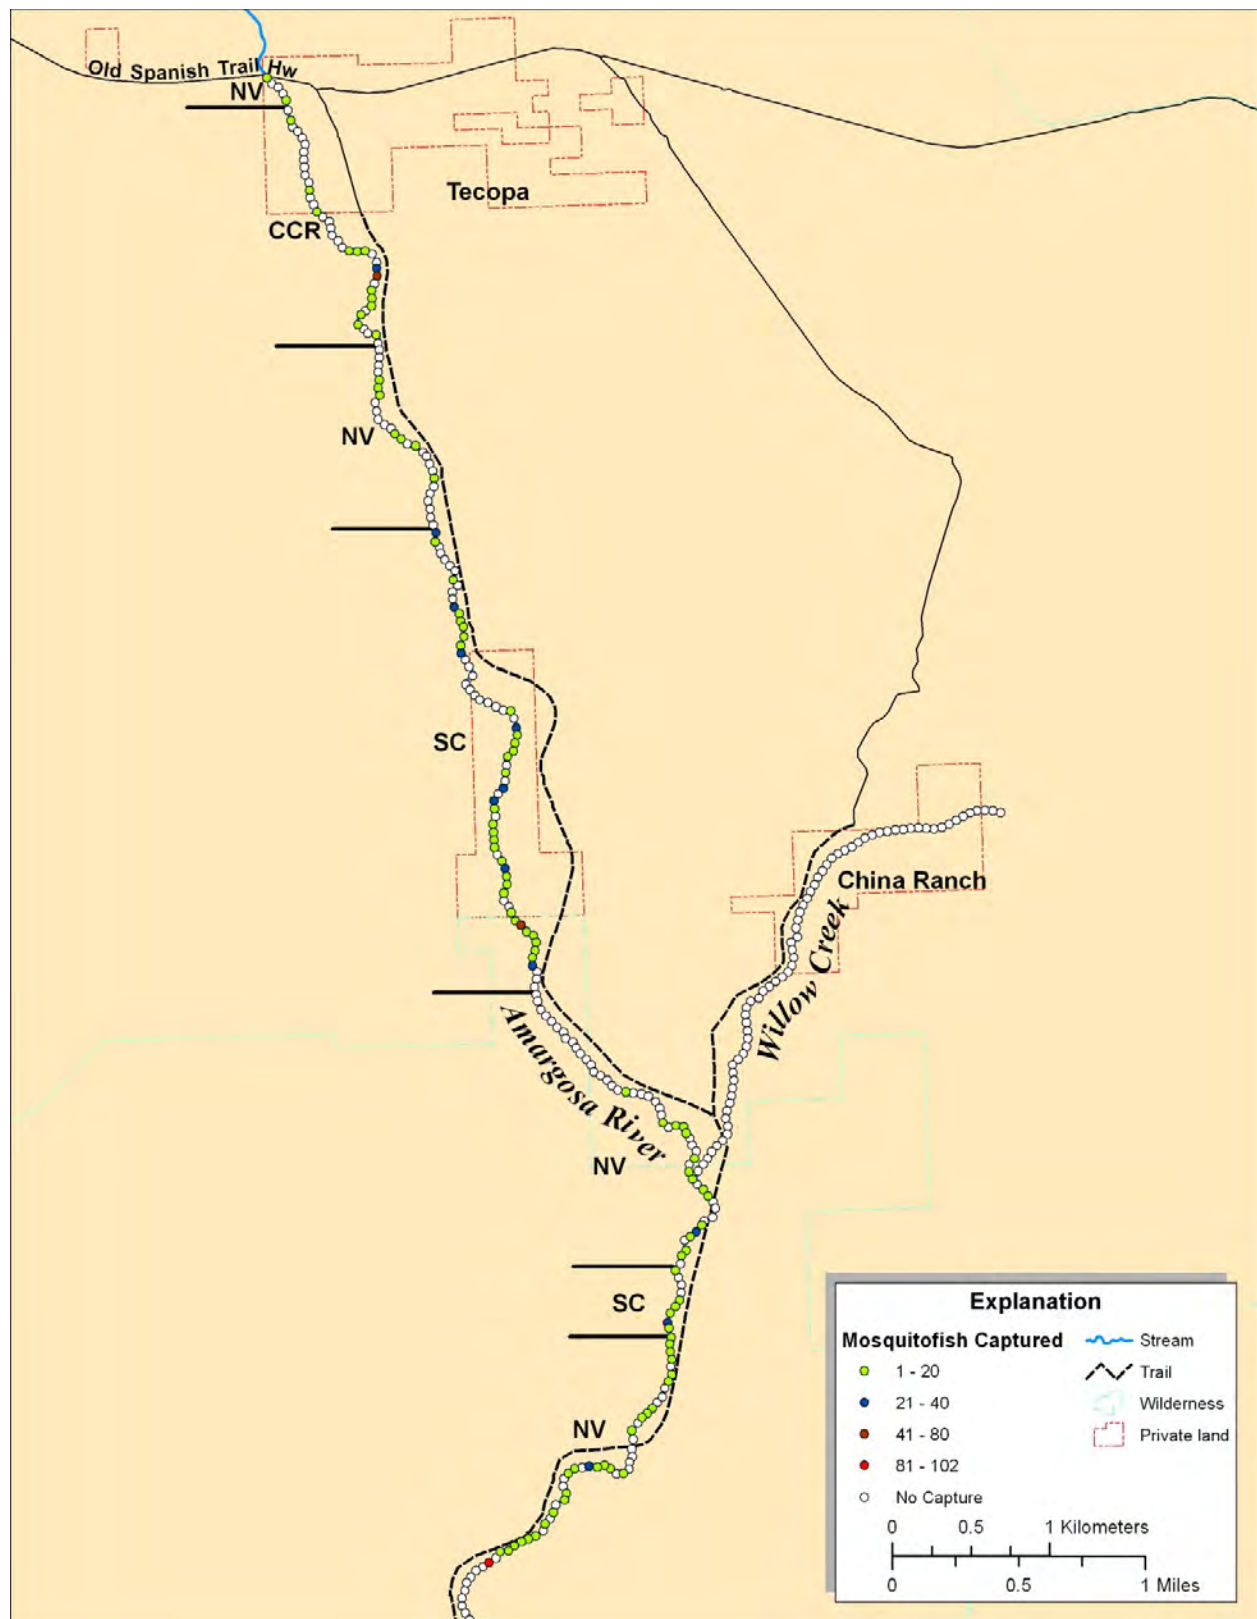 Old Spanish Trail Hw
NV
Tecopa
CCR
NV
SC
China Ranch
Willow Creek
Amargosa River
NV
SC
NV
Explanation
Mosquitofish Captured
1 - 20
21 - 40
41 - 80
81 - 102
No Capture
Stream
Trail
Wilderness
Private land
0 0.5 1 Kilometers
0 0.5 1 Miles